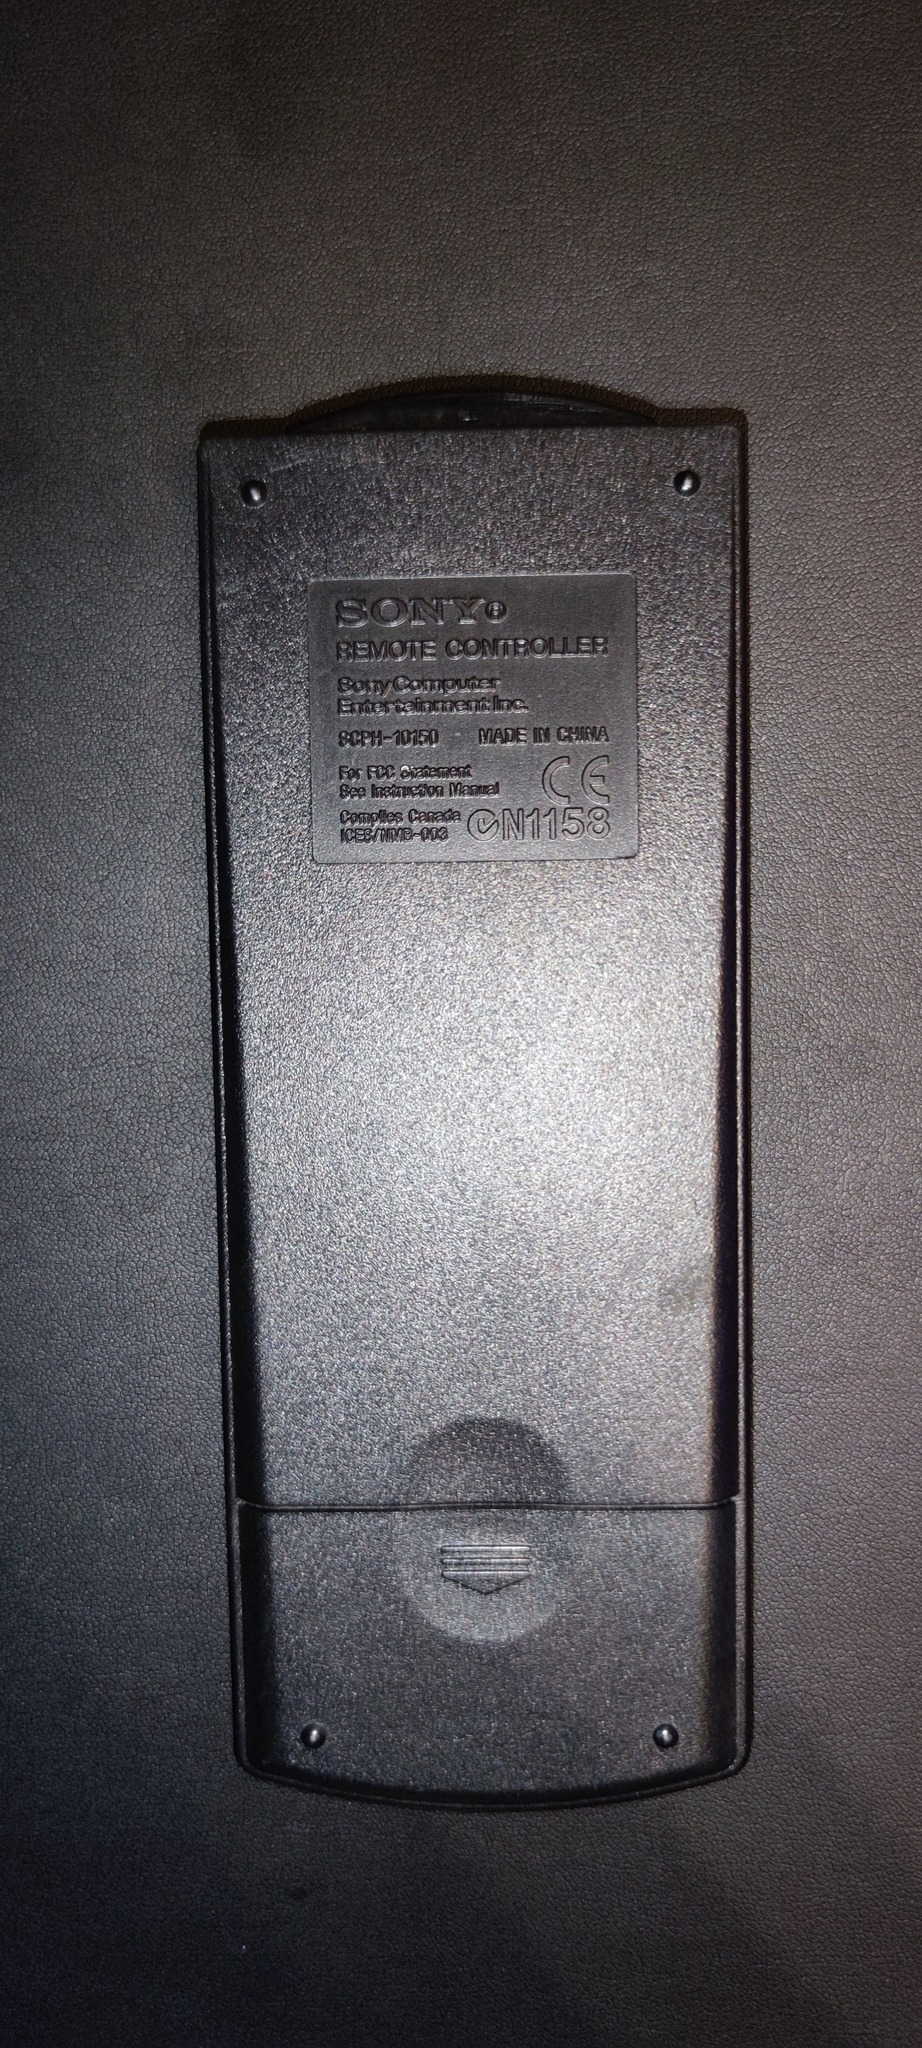 SONY®
REMOTE CONTROLLER
Sony Computer
Entertainment Inc.
SCPH-10150 MADE IN CHINA
For FCC Statement
See Instruction Manual
CE
Complies Canada
ICES/NMB-003
N1158